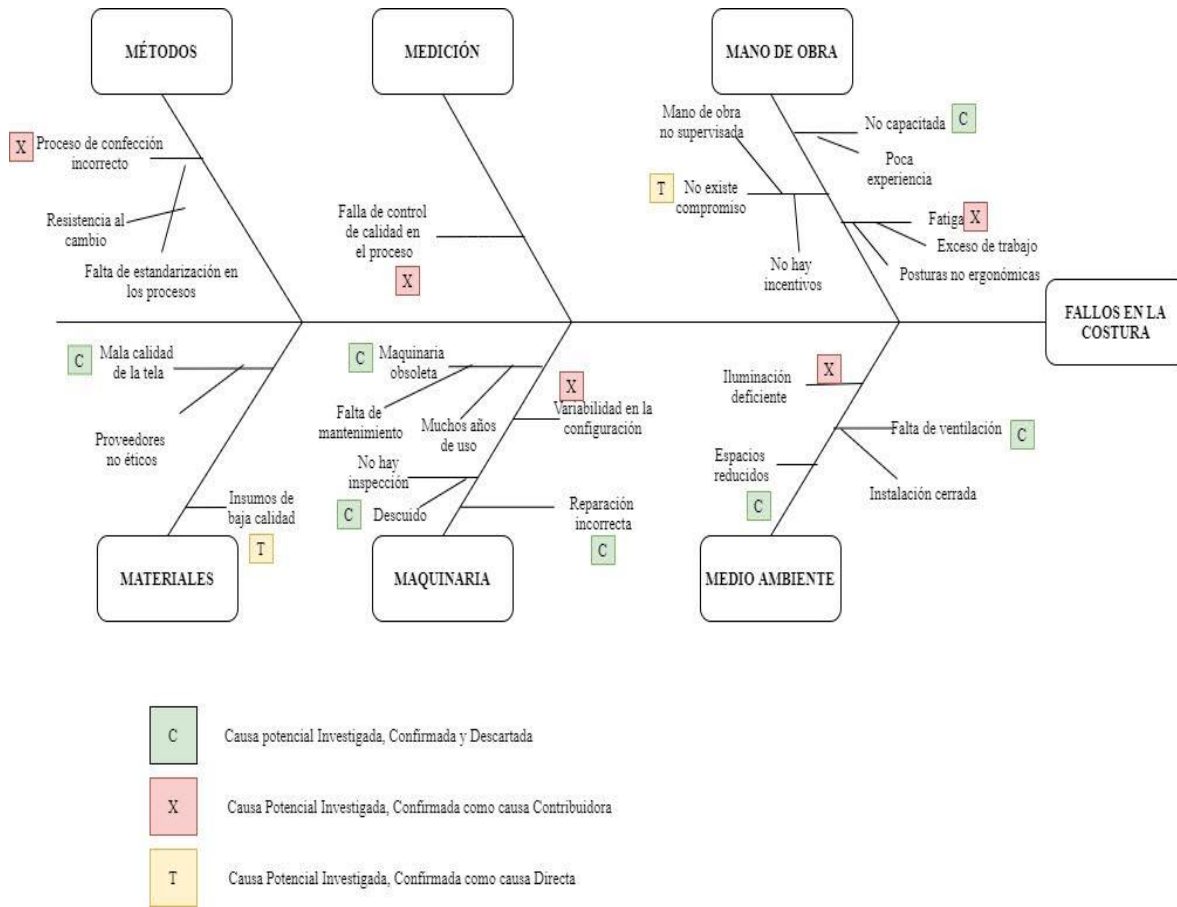 MÉTODOS
MEDICIÓN
MANO DE OBRA
X
Proceso de confección
incorrecto
Resistencia al
cambio
Falta de estandarización en
los procesos
Falla de control
de calidad en
el proceso
X
Mano de obra
no supervisada
No capacitada
C
Poca
experiencia
T
No existe
compromiso
No hay
incentivos
Fatiga
X
Exceso de trabajo
Posturas no ergonómicas
FALLOS EN LA
COSTURA
C
Mala calidad
de la tela
Proveedores
no éticos
Insumos de
baja calidad
T
MATERIALES
C
Maquinaria
obsoleta
Falta de
mantenimiento
Muchos años
de uso
X
Variabilidad en la
configuración
No hay
inspección
C
Descuido
Reparación
incorrecta
C
MAQUINARIA
X
Iluminación
deficiente
Falta de ventilación
C
Espacios
reducidos
C
Instalación cerrada
MEDIO AMBIENTE
C
Causa potencial Investigada, Confirmada y Descartada
X
Causa Potencial Investigada, Confirmada como causa Contribuidora
T
Causa Potencial Investigada, Confirmada como causa Directa